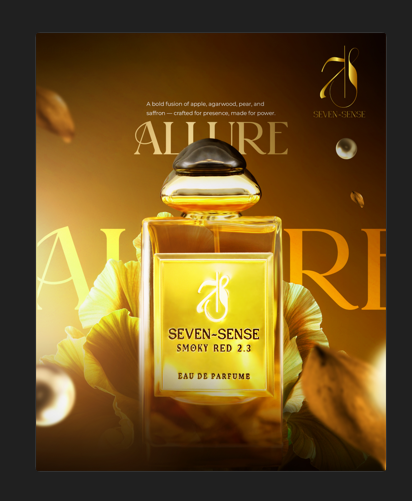 SEVEN-SENSE
A bold fusion of apple, agarwood, pear, and
saffron — crafted for presence, made for power.
ALLURE
SEVEN-SENSE
SMOKY RED 2.3
EAU DE PARFUME